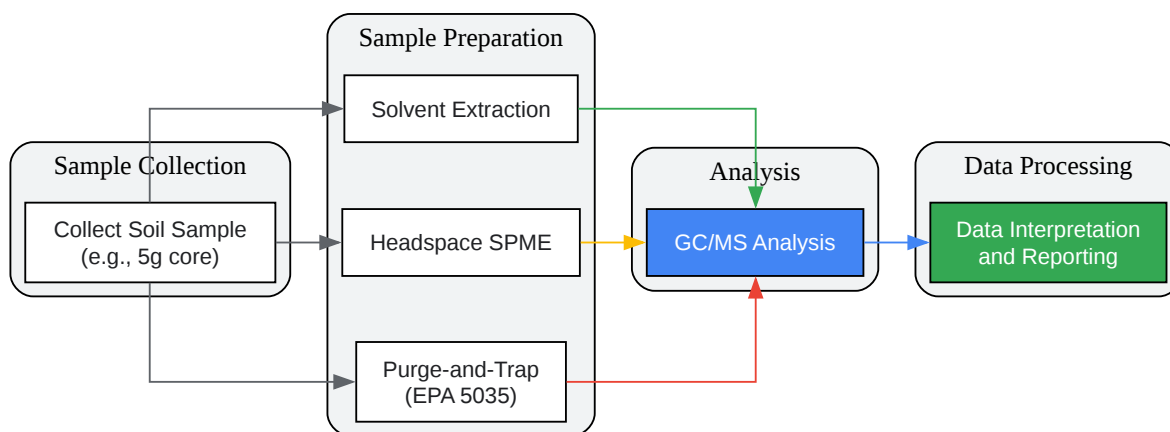 Sample Collection
Collect Soil Sample
(e.g., 5g core)
Sample Preparation
Solvent Extraction
Headspace SPME
Purge-and-Trap
(EPA 5035)
Analysis
GC/MS Analysis
Data Processing
Data Interpretation
and Reporting